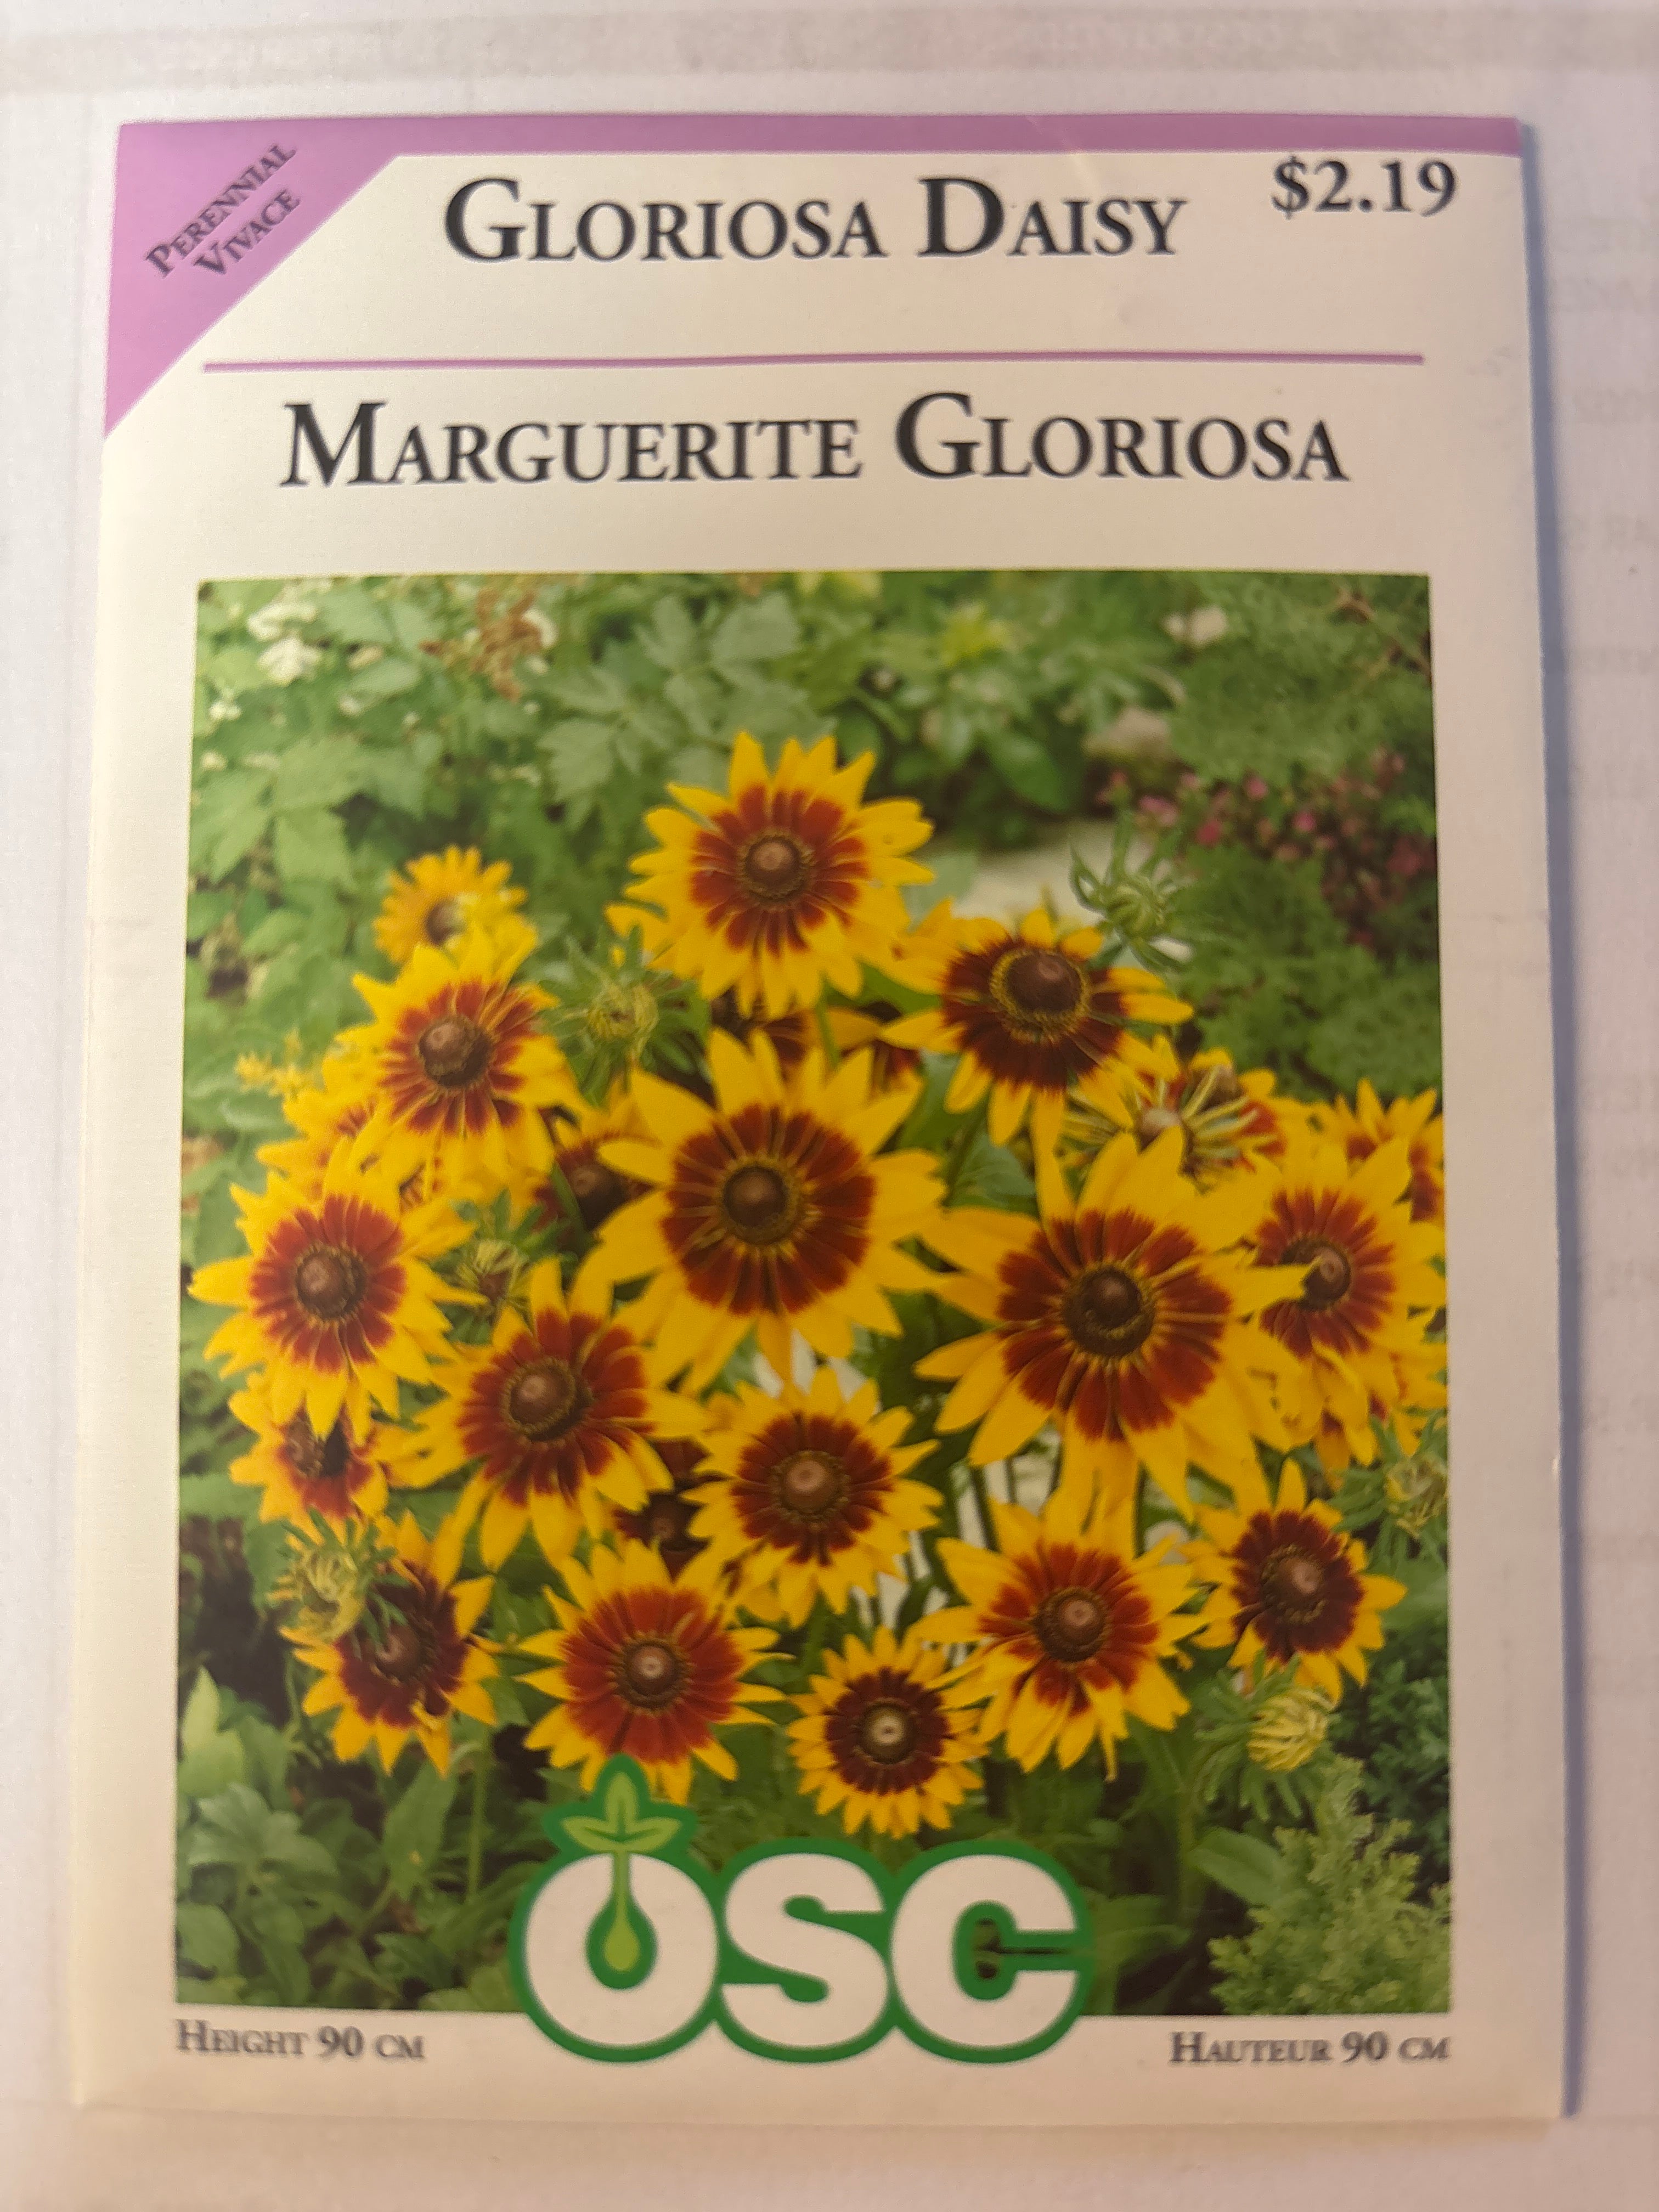 PERENNIAL
VIVACE
GLORIOSA DAISY
$2.19
MARGUERITE GLORIOSA
OSC
HEIGHT 90 CM
HAUTEUR 90 CM